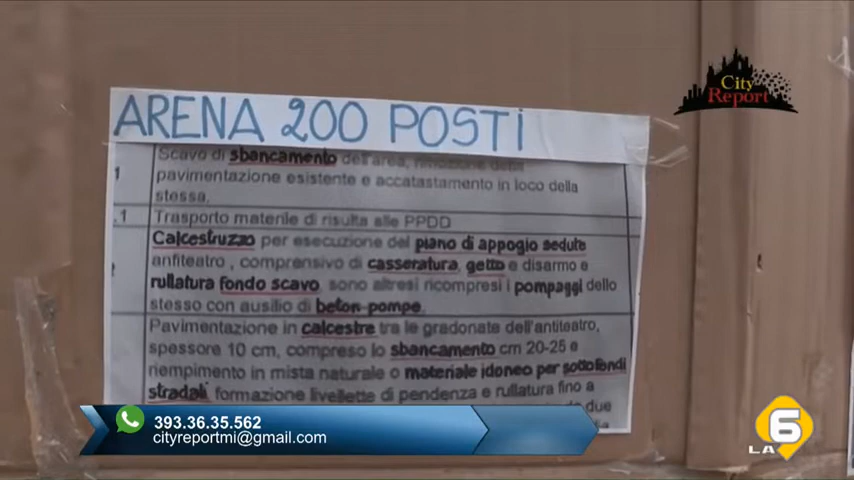 City
Report
ARENA 200 POSTI
Scavo di sbancamento dell'area, rimozione della
1
pavimentazione esistente e accatastamento in loco della
stessa.
.1 Trasporto materile di risulta alle PPDD
Calcestruzzo per esecuzione del piano di appogio sedute
anfiteatro , comprensivo di casseratura, getto e disarmo e
rullatura fondo scavo, sono altresi ricompresi i pompaggi dello
stesso con ausilio di beton-pompe.
Pavimentazione in calcestre tra le gradonate dell'antiteatro,
spessore 10 cm, compreso lo sbancamento cm 20-25 e
riempimento in mista naturale o materiale idoneo per sottofondi
stradali formazione livellette di pendenza e rullatura fino a
due
393.36.35.562
cityreportmi@gmail.com
LA 6